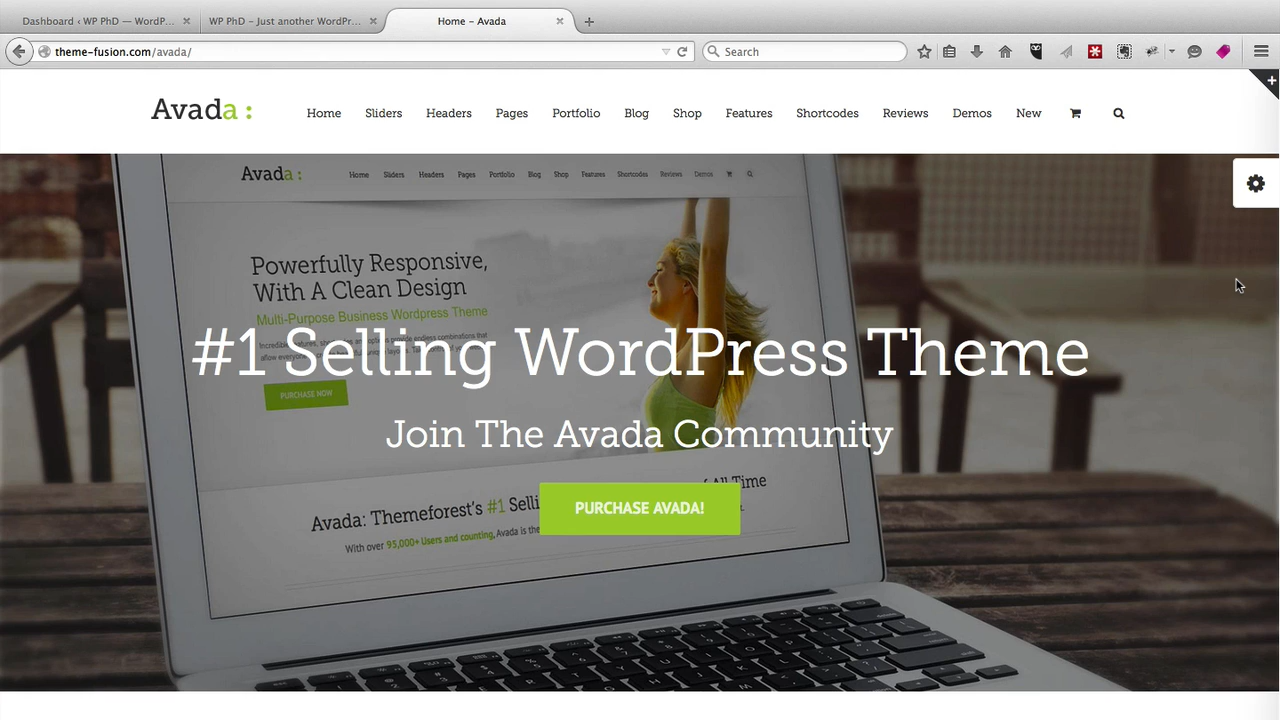 Dashboard ‹ WP PhD — WordP...
WP PhD – Just another WordPr...
Home – Avada
theme-fusion.com/avada/
Search
Avada :
Home
Sliders
Headers
Pages
Portfolio
Blog
Shop
Features
Shortcodes
Reviews
Demos
New
Avada :
Home
Sliders
Headers
Pages
Portfolio
Blog
Shop
Features
Shortcodes
Reviews
Demos
Powerfully Responsive,
With A Clean Design
Multi-Purpose Business Wordpress Theme
#1 Selling WordPress Theme
PURCHASE NOW
Join The Avada Community
PURCHASE AVADA!
Avada: Themeforest's #1 Selli
of All Time
With over 95,000+ Users and counting, Avada is the